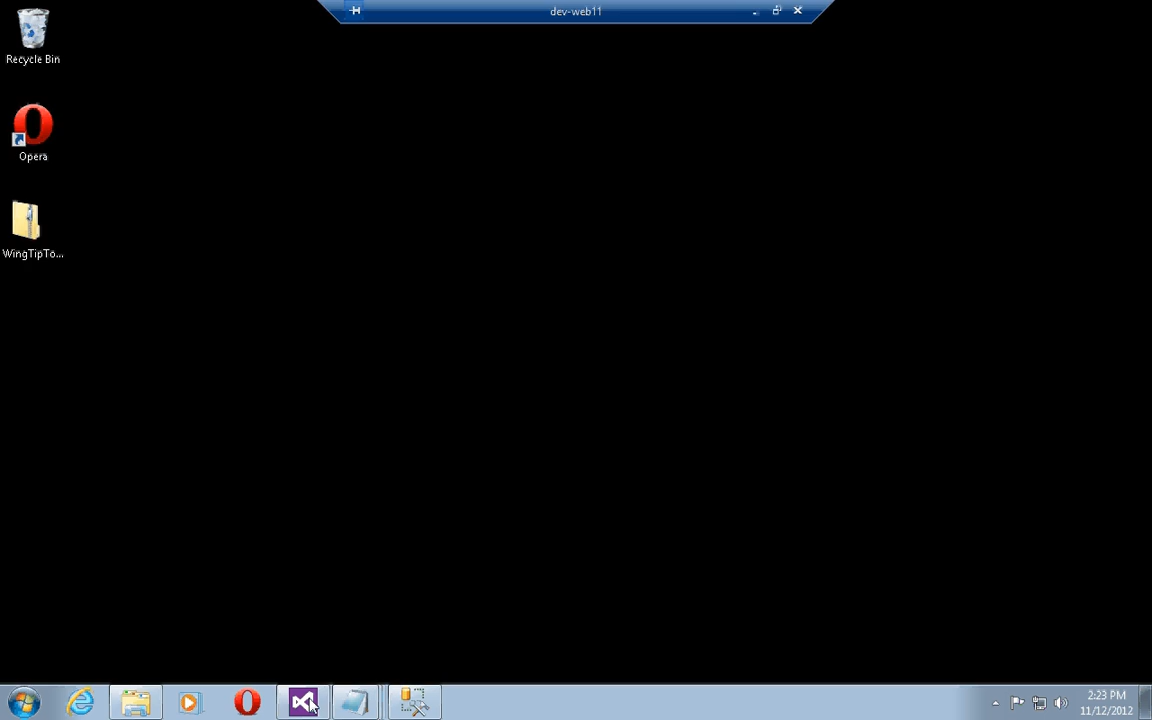 dev-web11
Recycle Bin
Opera
WingTipTo...
2:23 PM
11/12/2012